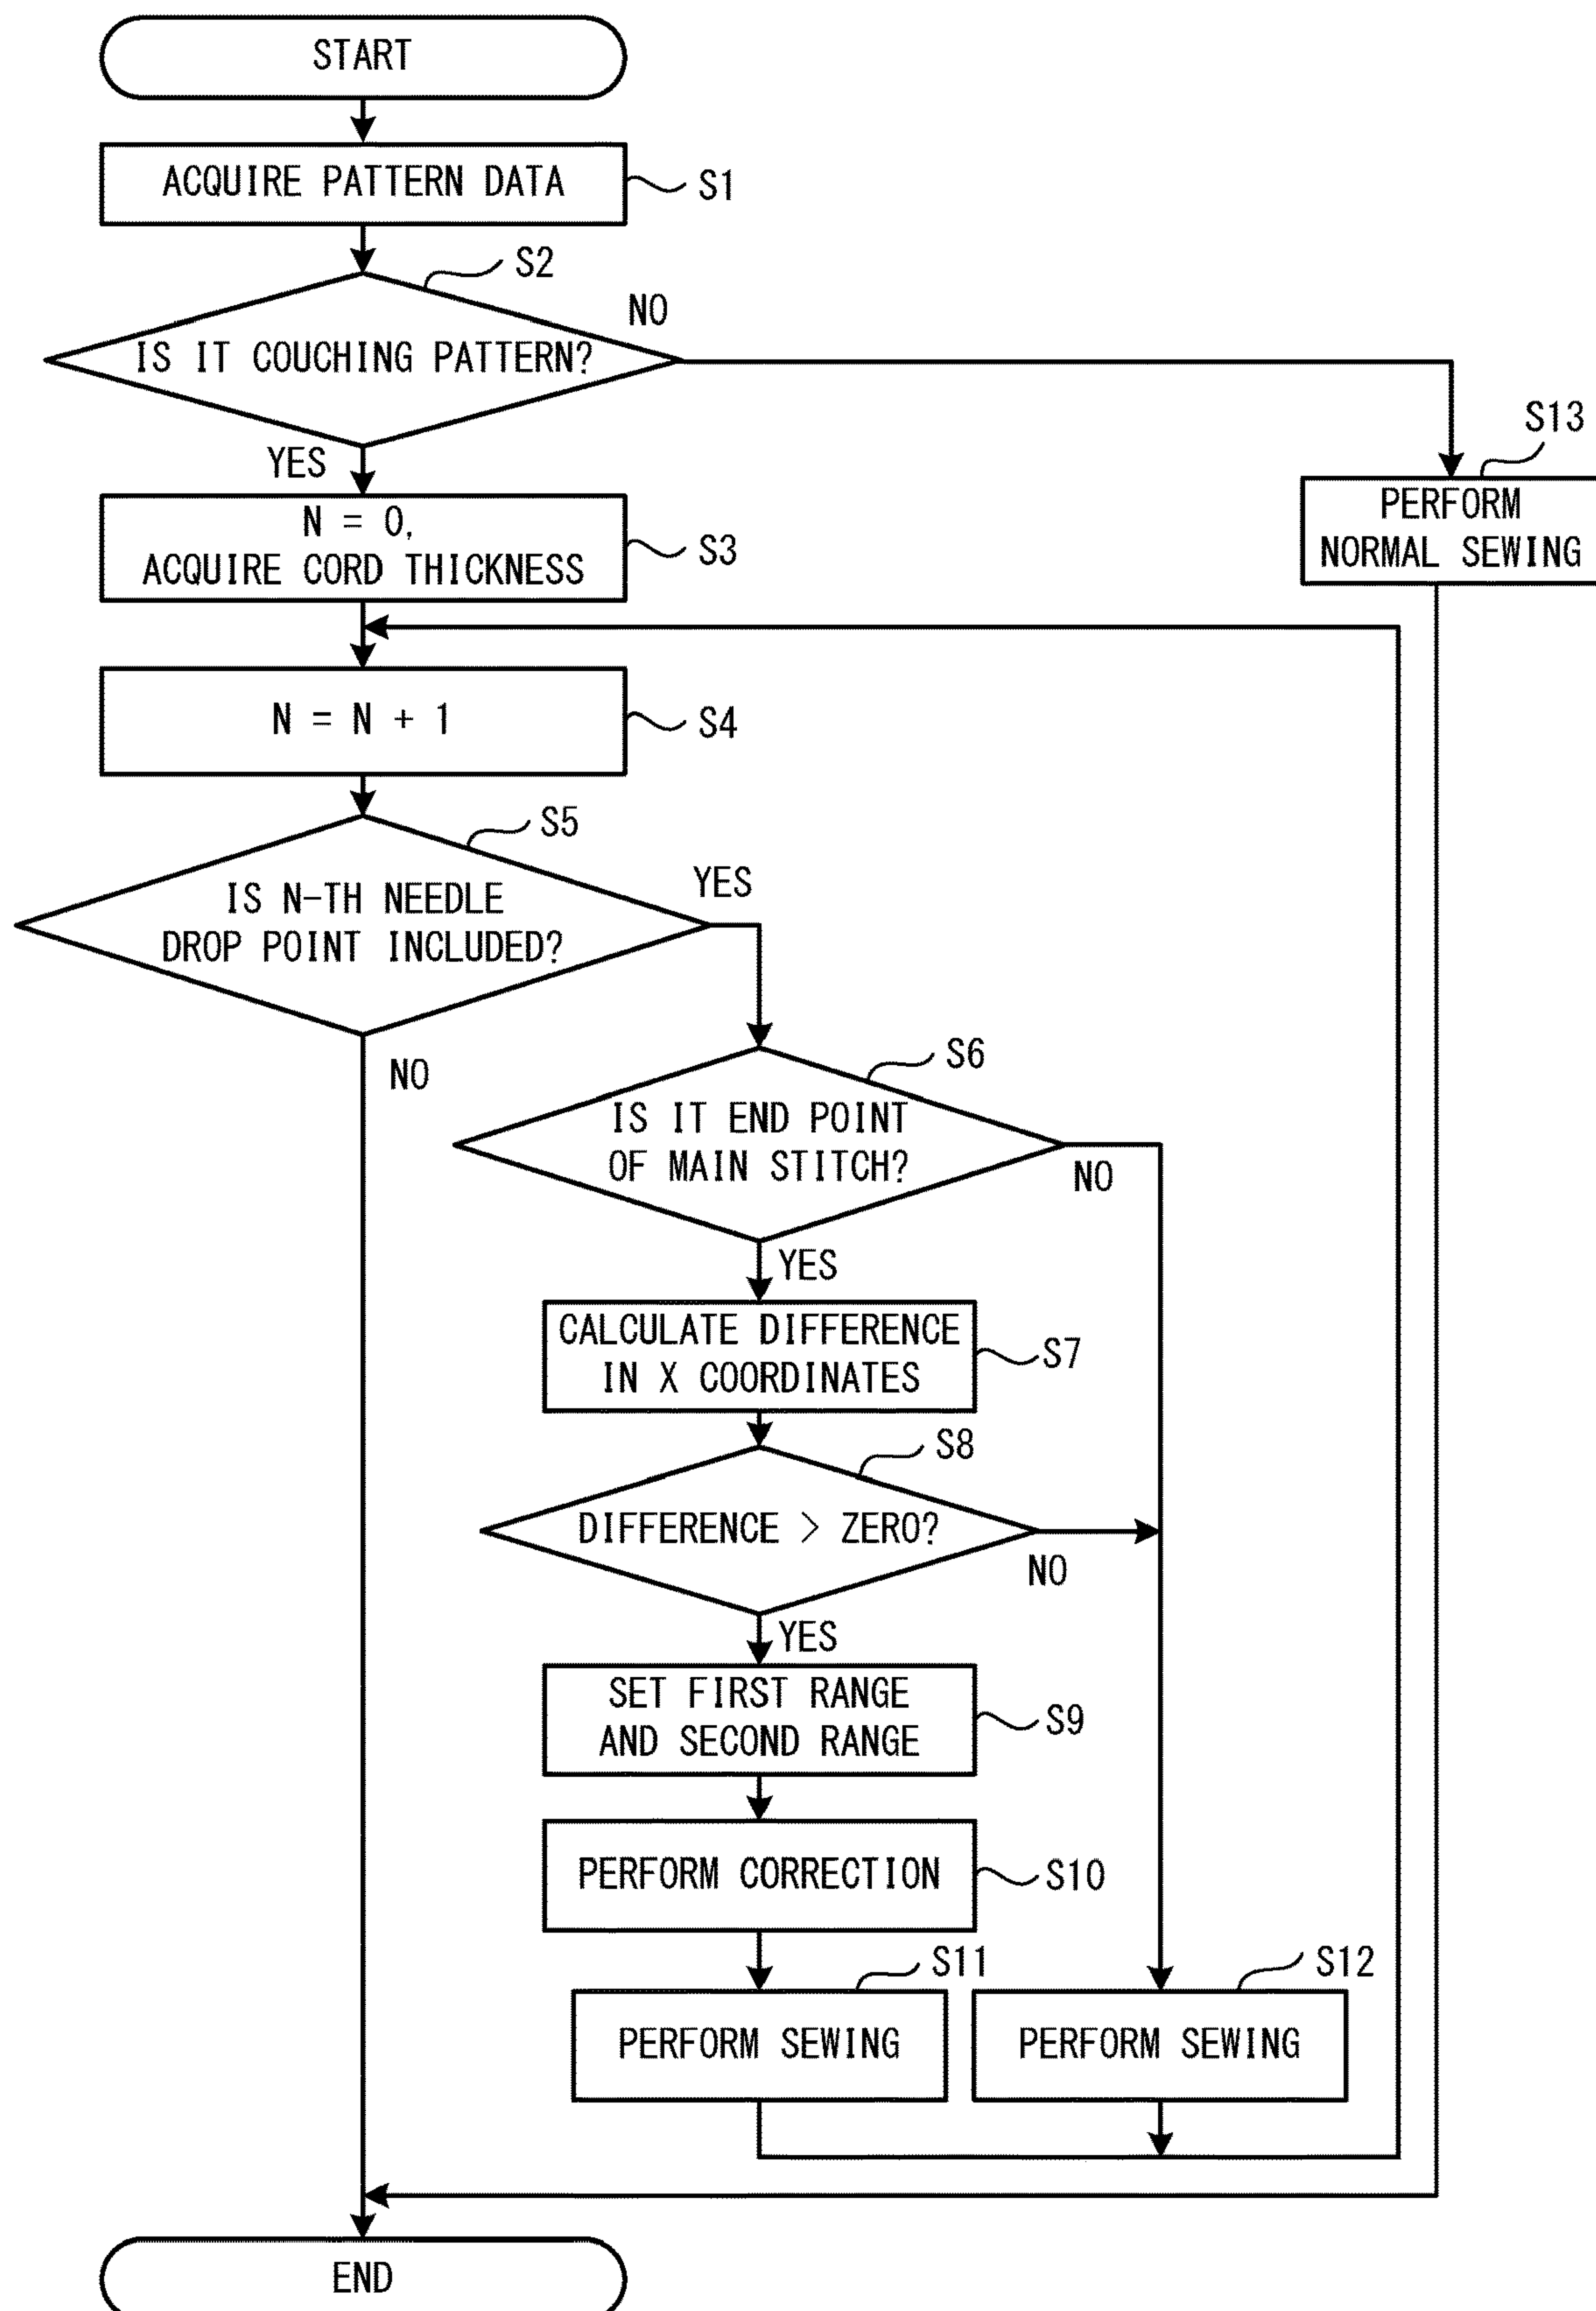 START
ACQUIRE PATTERN DATA
S1
S2
IS IT COUCHING PATTERN?
NO
YES
S13
PERFORM
NORMAL SEWING
N = 0,
ACQUIRE CORD THICKNESS
S3
N = N + 1
S4
S5
IS N-TH NEEDLE
DROP POINT INCLUDED?
YES
NO
S6
IS IT END POINT
OF MAIN STITCH?
NO
YES
CALCULATE DIFFERENCE
IN X COORDINATES
S7
S8
DIFFERENCE > ZERO?
NO
YES
SET FIRST RANGE
AND SECOND RANGE
S9
PERFORM CORRECTION
S10
S11
PERFORM SEWING
S12
PERFORM SEWING
END